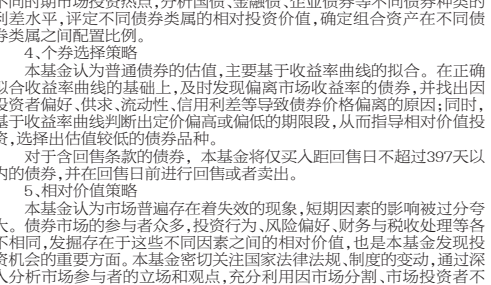 不同的期市场投资热点,分析国债、金融债、企业债券等不同债券种类的
利差水平,评定不同债券类属的相对投资价值,确定组合资产在不同债
券类属之间配置比例。
4、个券选择策略
本基金认为普通债券的估值,主要基于收益率曲线的拟合。在正确
拟合收益率曲线的基础上,及时发现偏离市场收益率的债券,并找出因
投资者偏好、供求、流动性、信用利差等导致债券价格偏离的原因;同时,
基于收益率曲线判断出定价偏高或偏低的期限段,从而指导相对价值投
资,选择出估值较低的债券品种。
对于含回售条款的债券,本基金将仅买入距回售日不超过397天以
内的债券,并在回售日前进行回售或者卖出。
5、相对价值策略
本基金认为市场普遍存在着失效的现象,短期因素的影响被过分夸
大。债券市场的参与者众多,投资行为、风险偏好、财务与税收处理等各
不相同,发掘存在于这些不同因素之间的相对价值,也是本基金发现投
资机会的重要方面。本基金密切关注国家法律法规、制度的变动,通过深
入分析市场参与者的立场和观点,充分利用因市场分割、市场投资者不